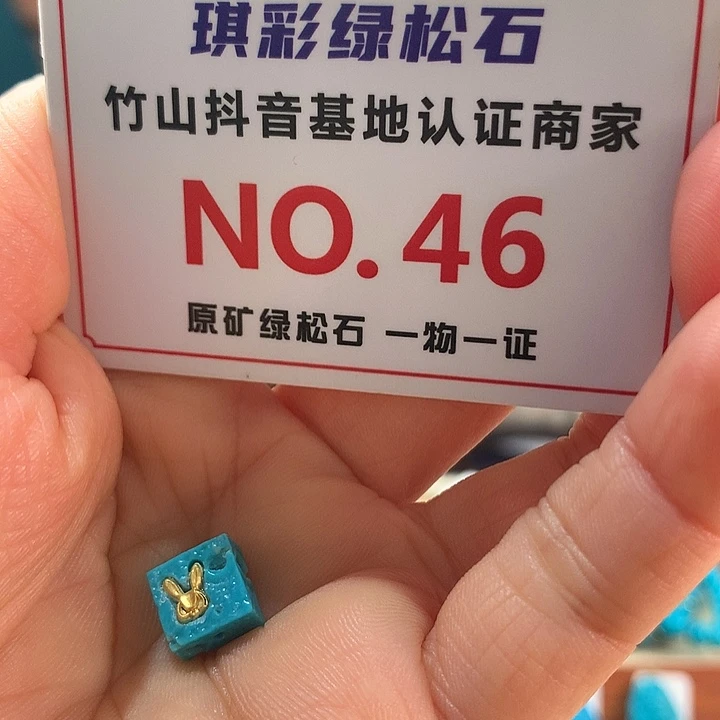 琪彩绿松石
竹山抖音基地认证商家
NO.46
原矿绿松石 一物一证